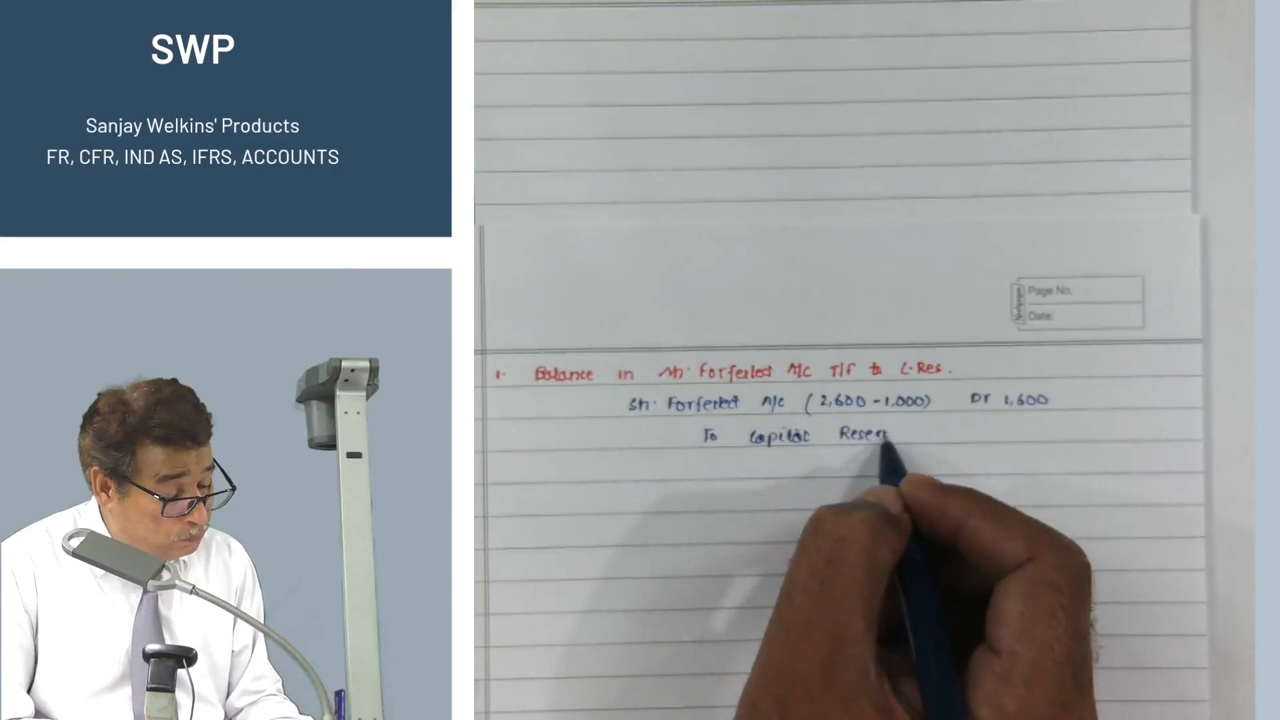 SWP
Sanjay Welkins' Products
FR, CFR, IND AS, IFRS, ACCOUNTS
Page No.
Date:
1. Balance in Sh. Forfeited A/c T/f to C. Res.
Sh. Forfeited A/c (2,600 - 1,000) Dr 1,600
To Capital Reser